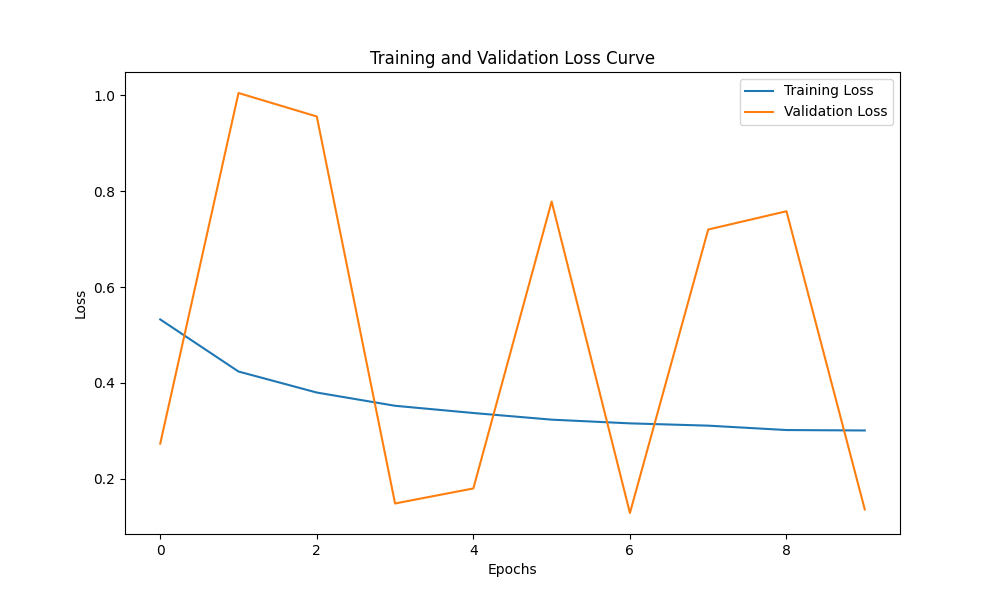 Training and Validation Loss Curve
Training Loss
Validation Loss
1.0
0.8
0.6
0.4
0.2
Loss
0 2 4 6 8
Epochs